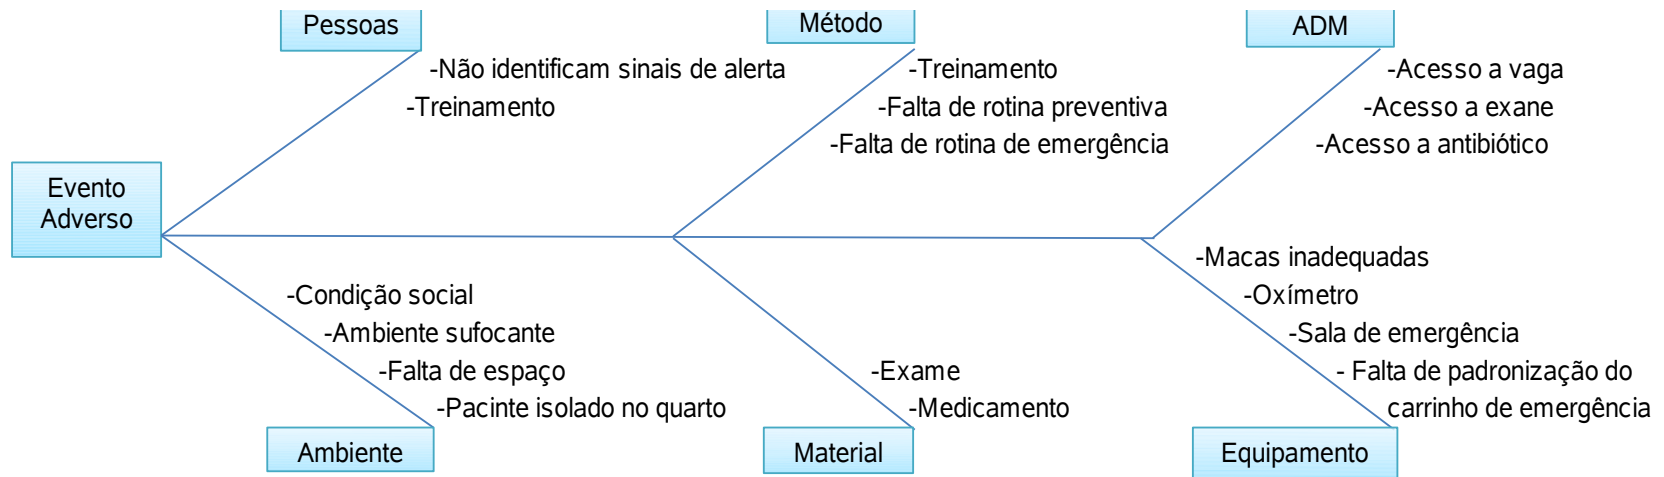 Pessoas
Método
ADM
-Não identificam sinais de alerta
-Treinamento
-Treinamento
-Falta de rotina preventiva
-Falta de rotina de emergência
-Acesso a vaga
-Acesso a exane
-Acesso a antibiótico
Evento
Adverso
-Condição social
-Ambiente sufocante
-Falta de espaço
-Pacinte isolado no quarto
-Exame
-Medicamento
-Macas inadequadas
-Oxímetro
-Sala de emergência
- Falta de padronização do
carrinho de emergência
Ambiente
Material
Equipamento